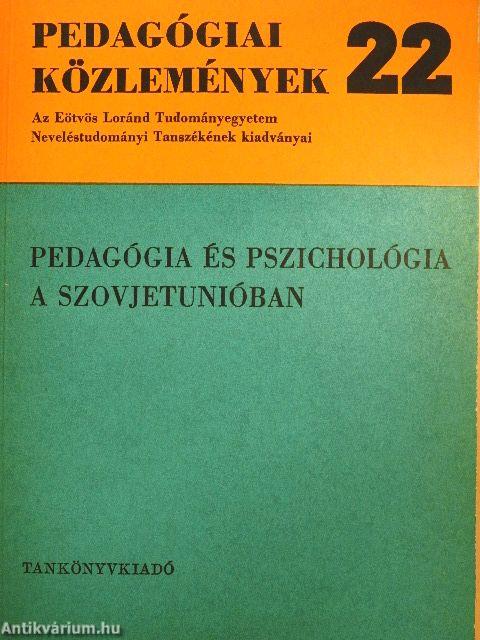 PEDAGÓGIAI
KÖZLEMÉNYEK 22
Az Eötvös Loránd Tudományegyetem
Neveléstudományi Tanszékének kiadványai
PEDAGÓGIA ÉS PSZICHOLÓGIA
A SZOVJETUNIÓBAN
TANKÖNYVKIADÓ
Antikvárium.hu